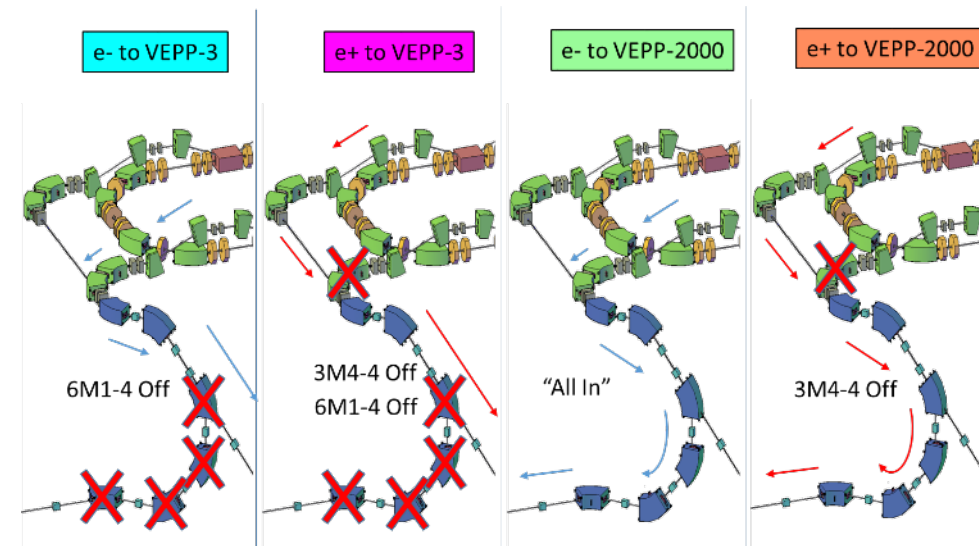 e- to VEPP-3
e+ to VEPP-3
e- to VEPP-2000
e+ to VEPP-2000
6M1-4 Off
3M4-4 Off
6M1-4 Off
“All In”
3M4-4 Off